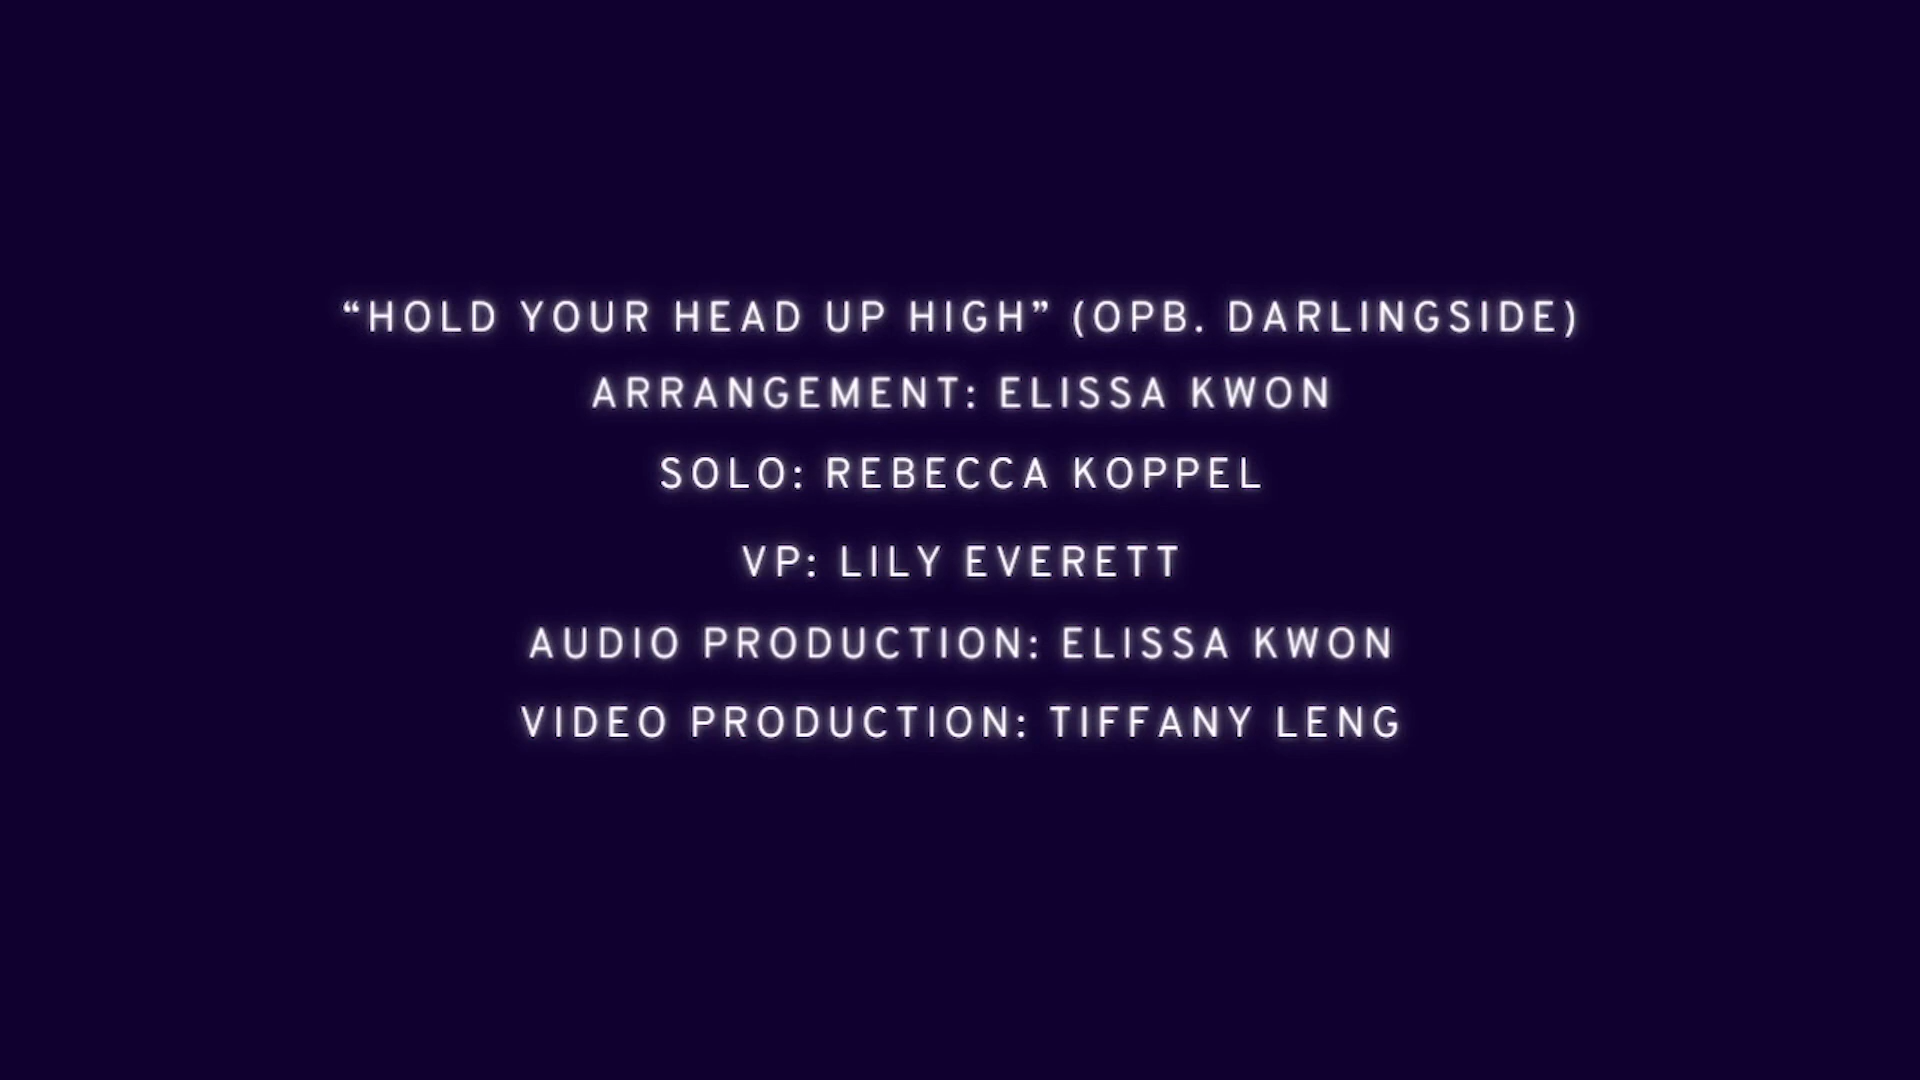 “HOLD YOUR HEAD UP HIGH” (OPB. DARLINGSIDE)
ARRANGEMENT: ELISSA KWON
SOLO: REBECCA KOPPEL
VP: LILY EVERETT
AUDIO PRODUCTION: ELISSA KWON
VIDEO PRODUCTION: TIFFANY LENG